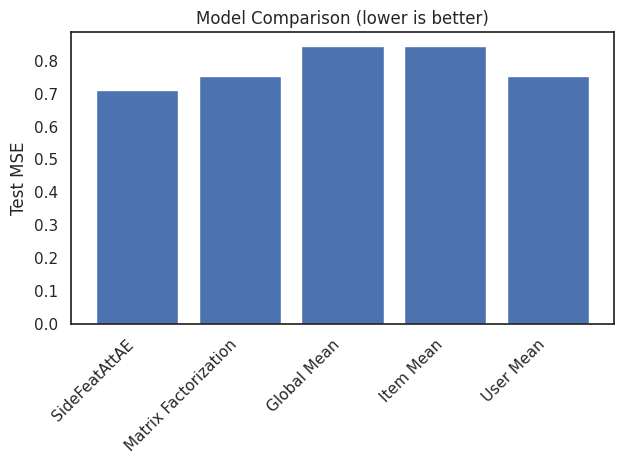 Model Comparison (lower is better)
Test MSE
0.8
0.7
0.6
0.5
0.4
0.3
0.2
0.1
0.0
SideFeatAttAE
Matrix Factorization
Global Mean
Item Mean
User Mean